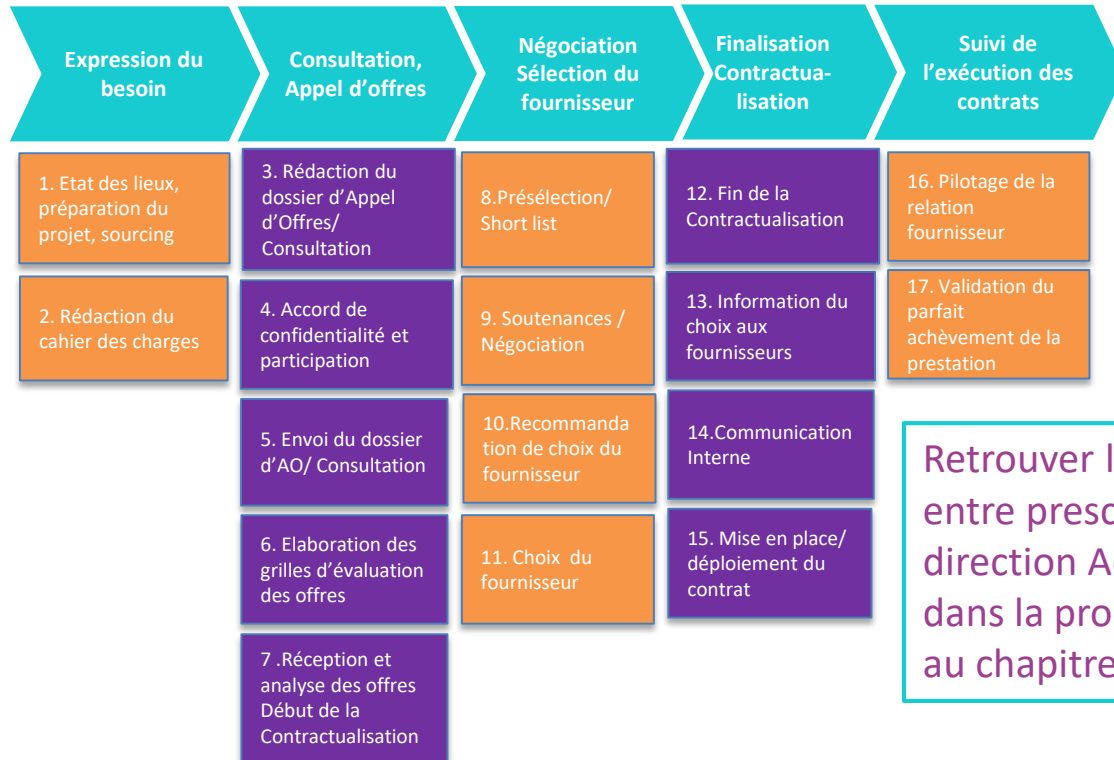 Expression du
besoin
Consultation,
Appel d'offres
Négociation
Sélection du
fournisseur
Finalisation
Contractua-
lisation
Suivi de
l'exécution des
contrats
1. Etat des lieux,
préparation du
projet, sourcing
2. Rédaction du
cahier des charges
3. Rédaction du
dossier d'Appel
d'Offres/
Consultation
4. Accord de
confidentialité et
participation
5. Envoi du dossier
d'AO/ Consultation
6. Elaboration des
grilles d'évaluation
des offres
7 .Réception et
analyse des offres
Début de la
Contractualisation
8.Présélection/
Short list
9. Soutenances /
Négociation
10.Recommanda
tion de choix du
fournisseur
11. Choix  du
fournisseur
12. Fin de la
Contractualisation
13. Information du
choix aux
fournisseurs
14.Communication
Interne
15. Mise en place/
déploiement du
contrat
16. Pilotage de la
relation
fournisseur
17. Validation du
parfait
achèvement de la
prestation
Retrouver
entre
direction
dans la
au chapitre